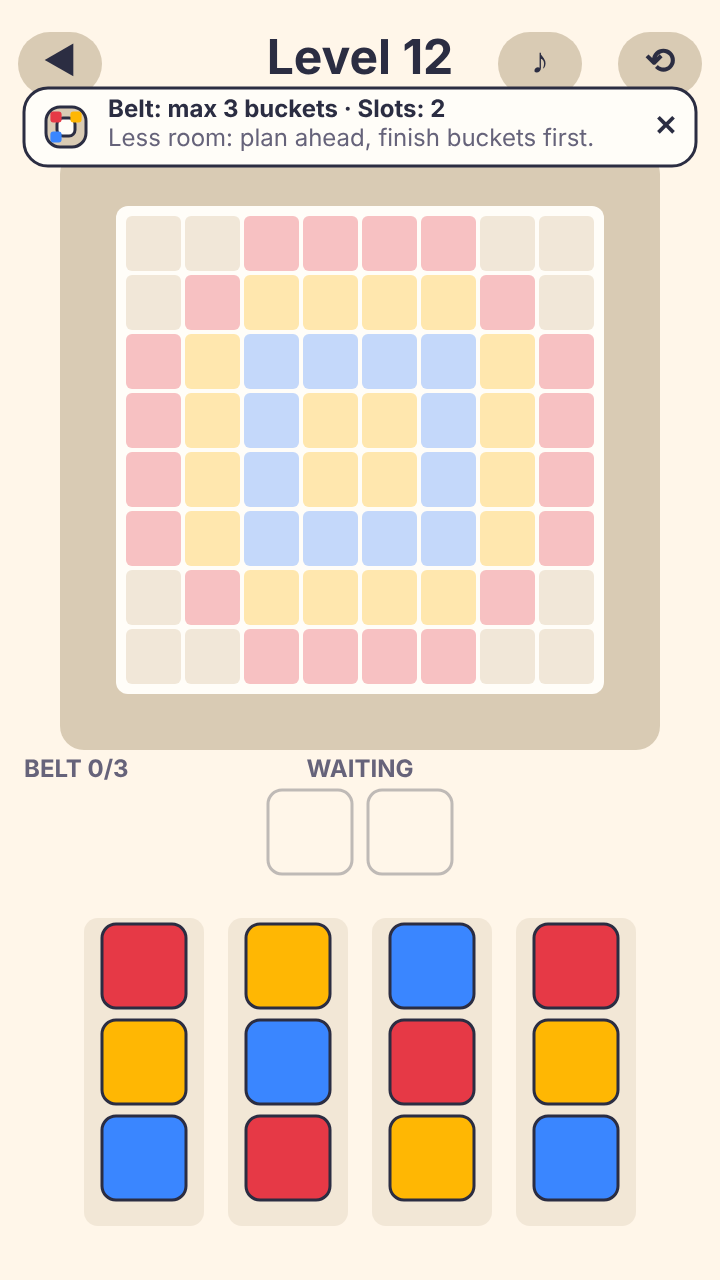 Level 12
Belt: max 3 buckets · Slots: 2
Less room: plan ahead, finish buckets first.
BELT 0/3
WAITING